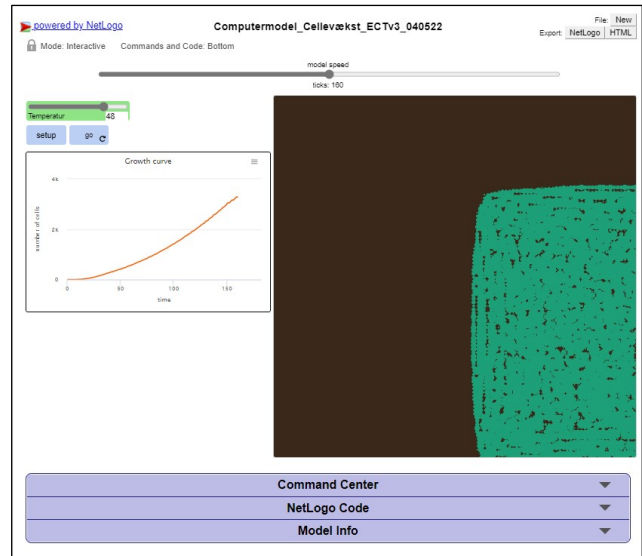 powered by NetLogo
Computermodel_Cellevækst_ECTv3_040522
File: New
Export: NetLogo HTML
Mode: Interactive Commands and Code: Bottom
model speed
ticks: 160
Temperatur 48
setup go
Growth curve
4k
2k
0
number of cells
0 50 100 150
time
Command Center
NetLogo Code
Model Info